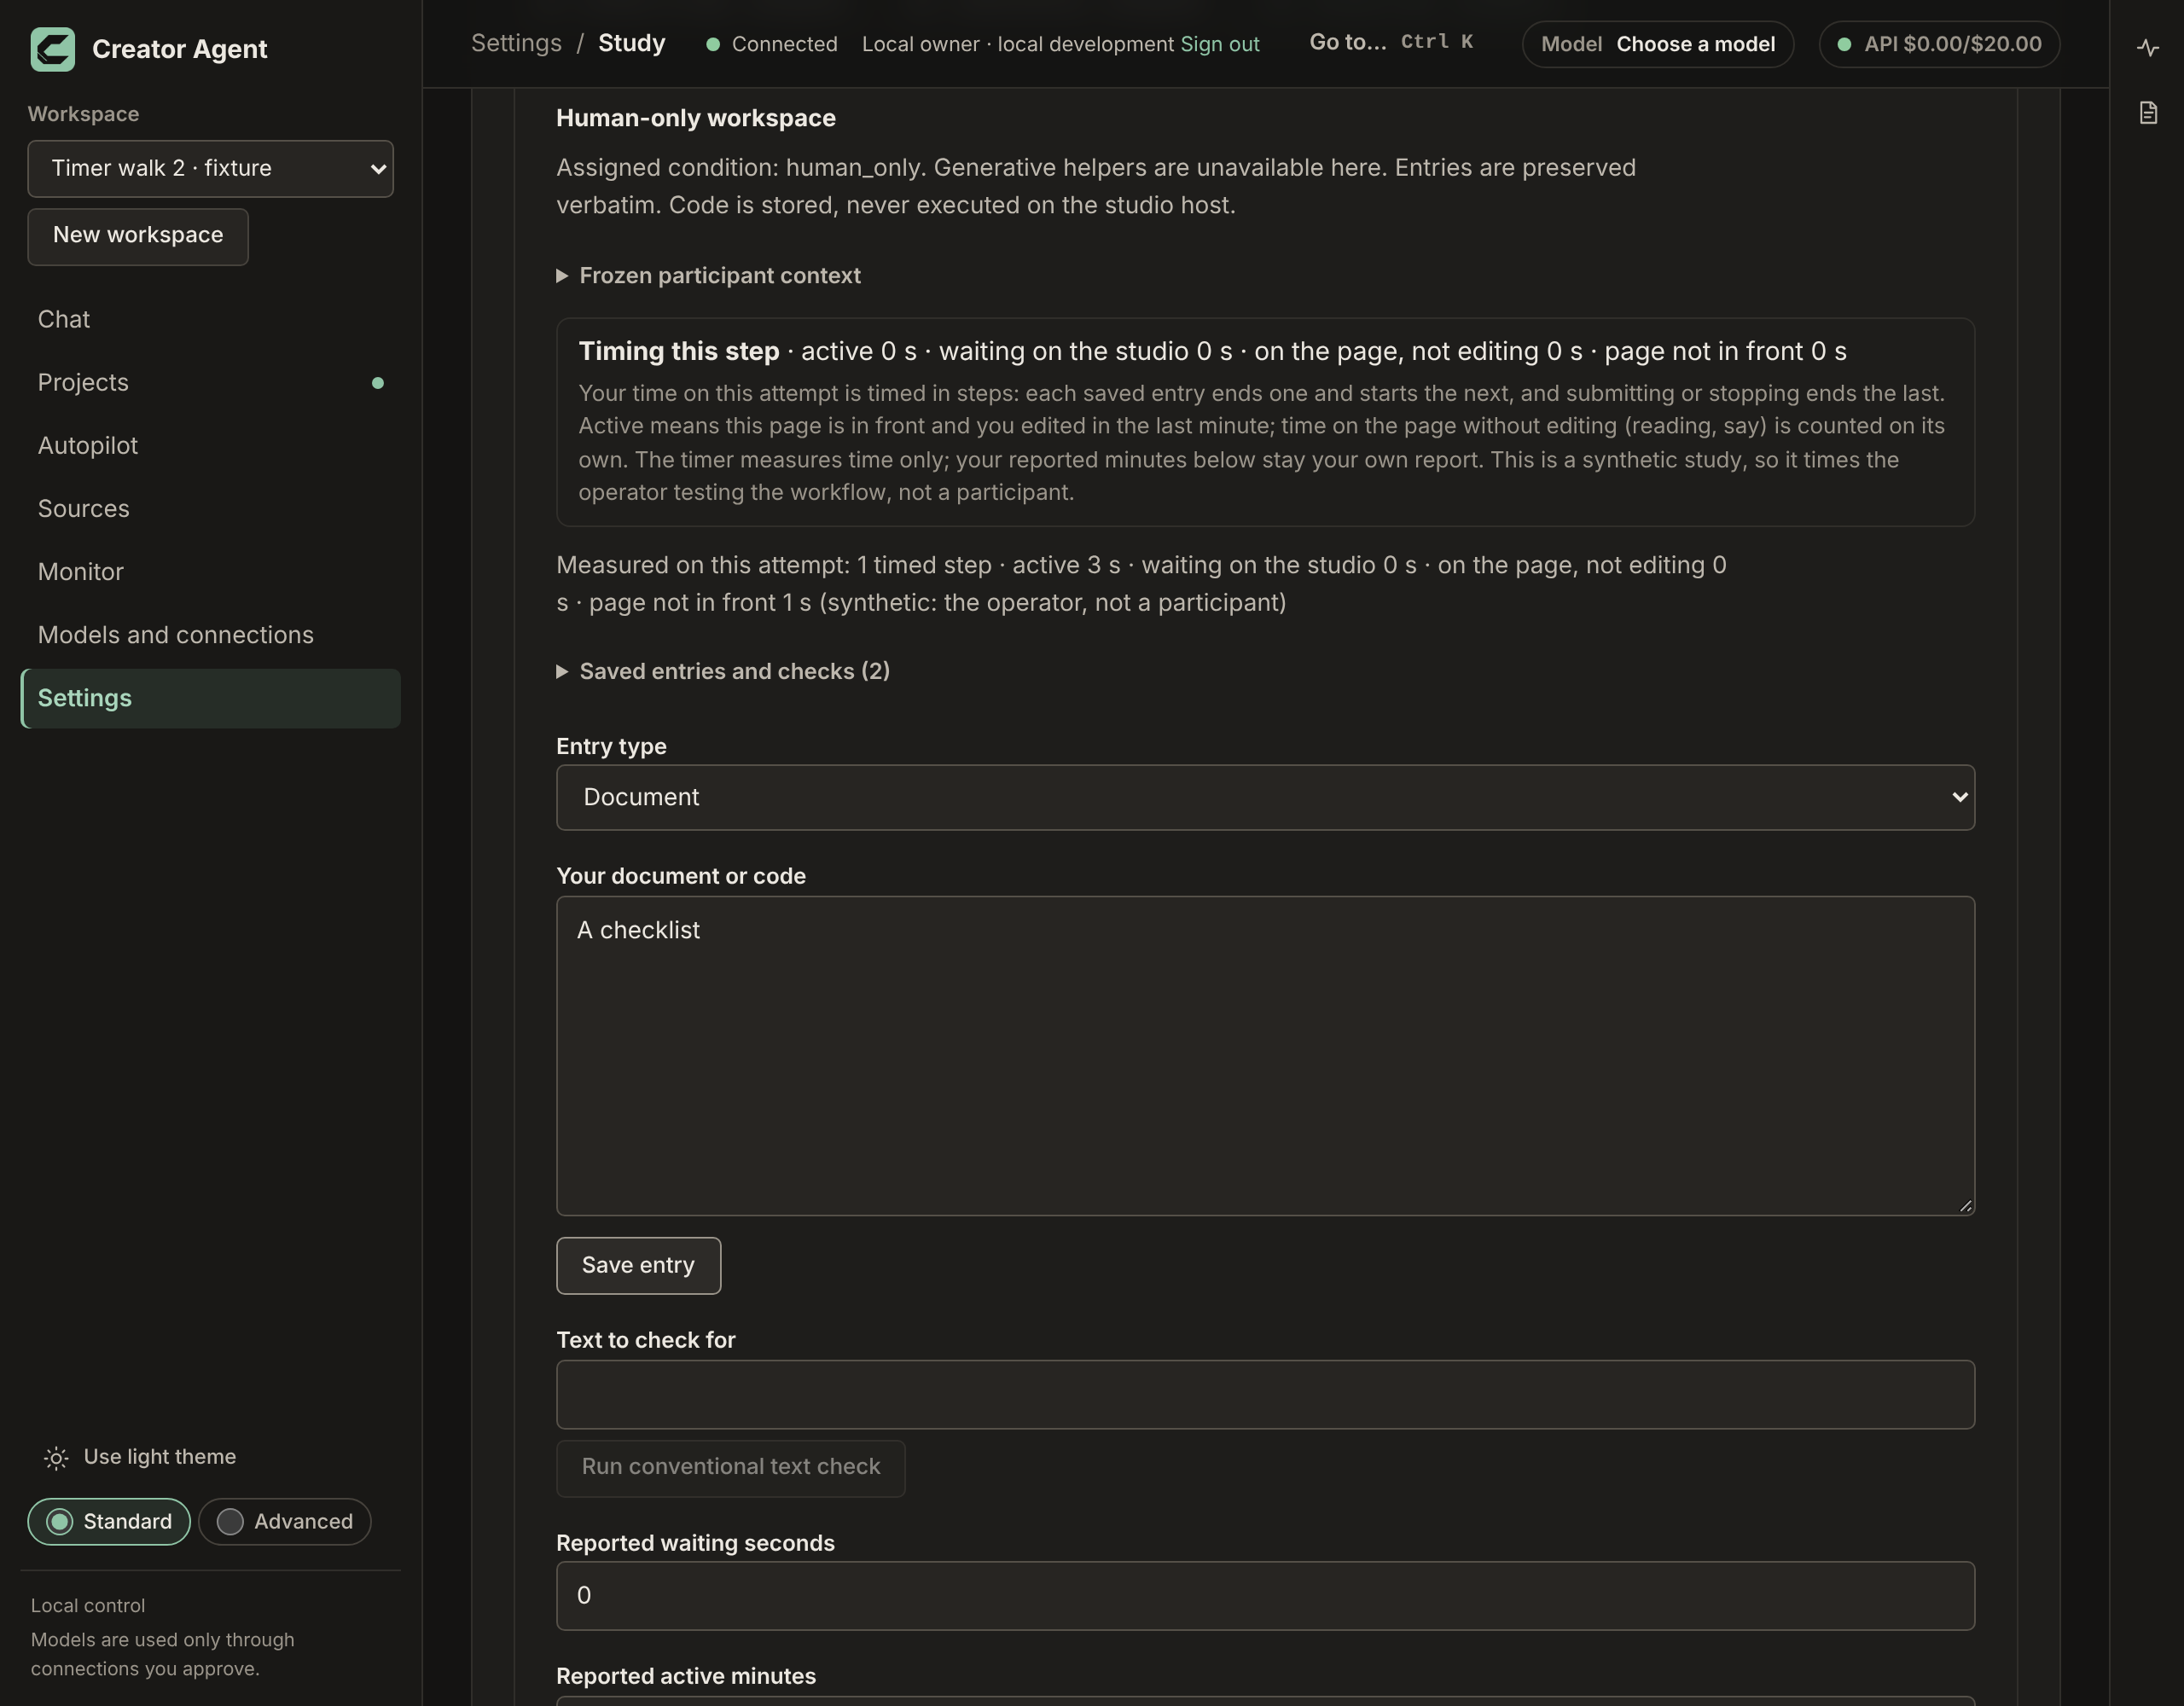 Creator Agent
Workspace
Timer walk 2 · fixture
New workspace
Chat
Projects
Autopilot
Sources
Monitor
Models and connections
Settings
Use light theme
Standard
Advanced
Local control
Models are used only through
connections you approve.
Settings / Study
Connected
Local owner · local development Sign out
Go to... Ctrl K
Model Choose a model
API $0.00/$20.00
Human-only workspace
Assigned condition: human_only. Generative helpers are unavailable here. Entries are preserved
verbatim. Code is stored, never executed on the studio host.
Frozen participant context
Timing this step · active 0 s · waiting on the studio 0 s · on the page, not editing 0 s · page not in front 0 s
Your time on this attempt is timed in steps: each saved entry ends one and starts the next, and submitting or stopping ends the last.
Active means this page is in front and you edited in the last minute; time on the page without editing (reading, say) is counted on its
own. The timer measures time only; your reported minutes below stay your own report. This is a synthetic study, so it times the
operator testing the workflow, not a participant.
Measured on this attempt: 1 timed step · active 3 s · waiting on the studio 0 s · on the page, not editing 0
s · page not in front 1 s (synthetic: the operator, not a participant)
Saved entries and checks (2)
Entry type
Document
Your document or code
A checklist
Save entry
Text to check for
Run conventional text check
Reported waiting seconds
0
Reported active minutes